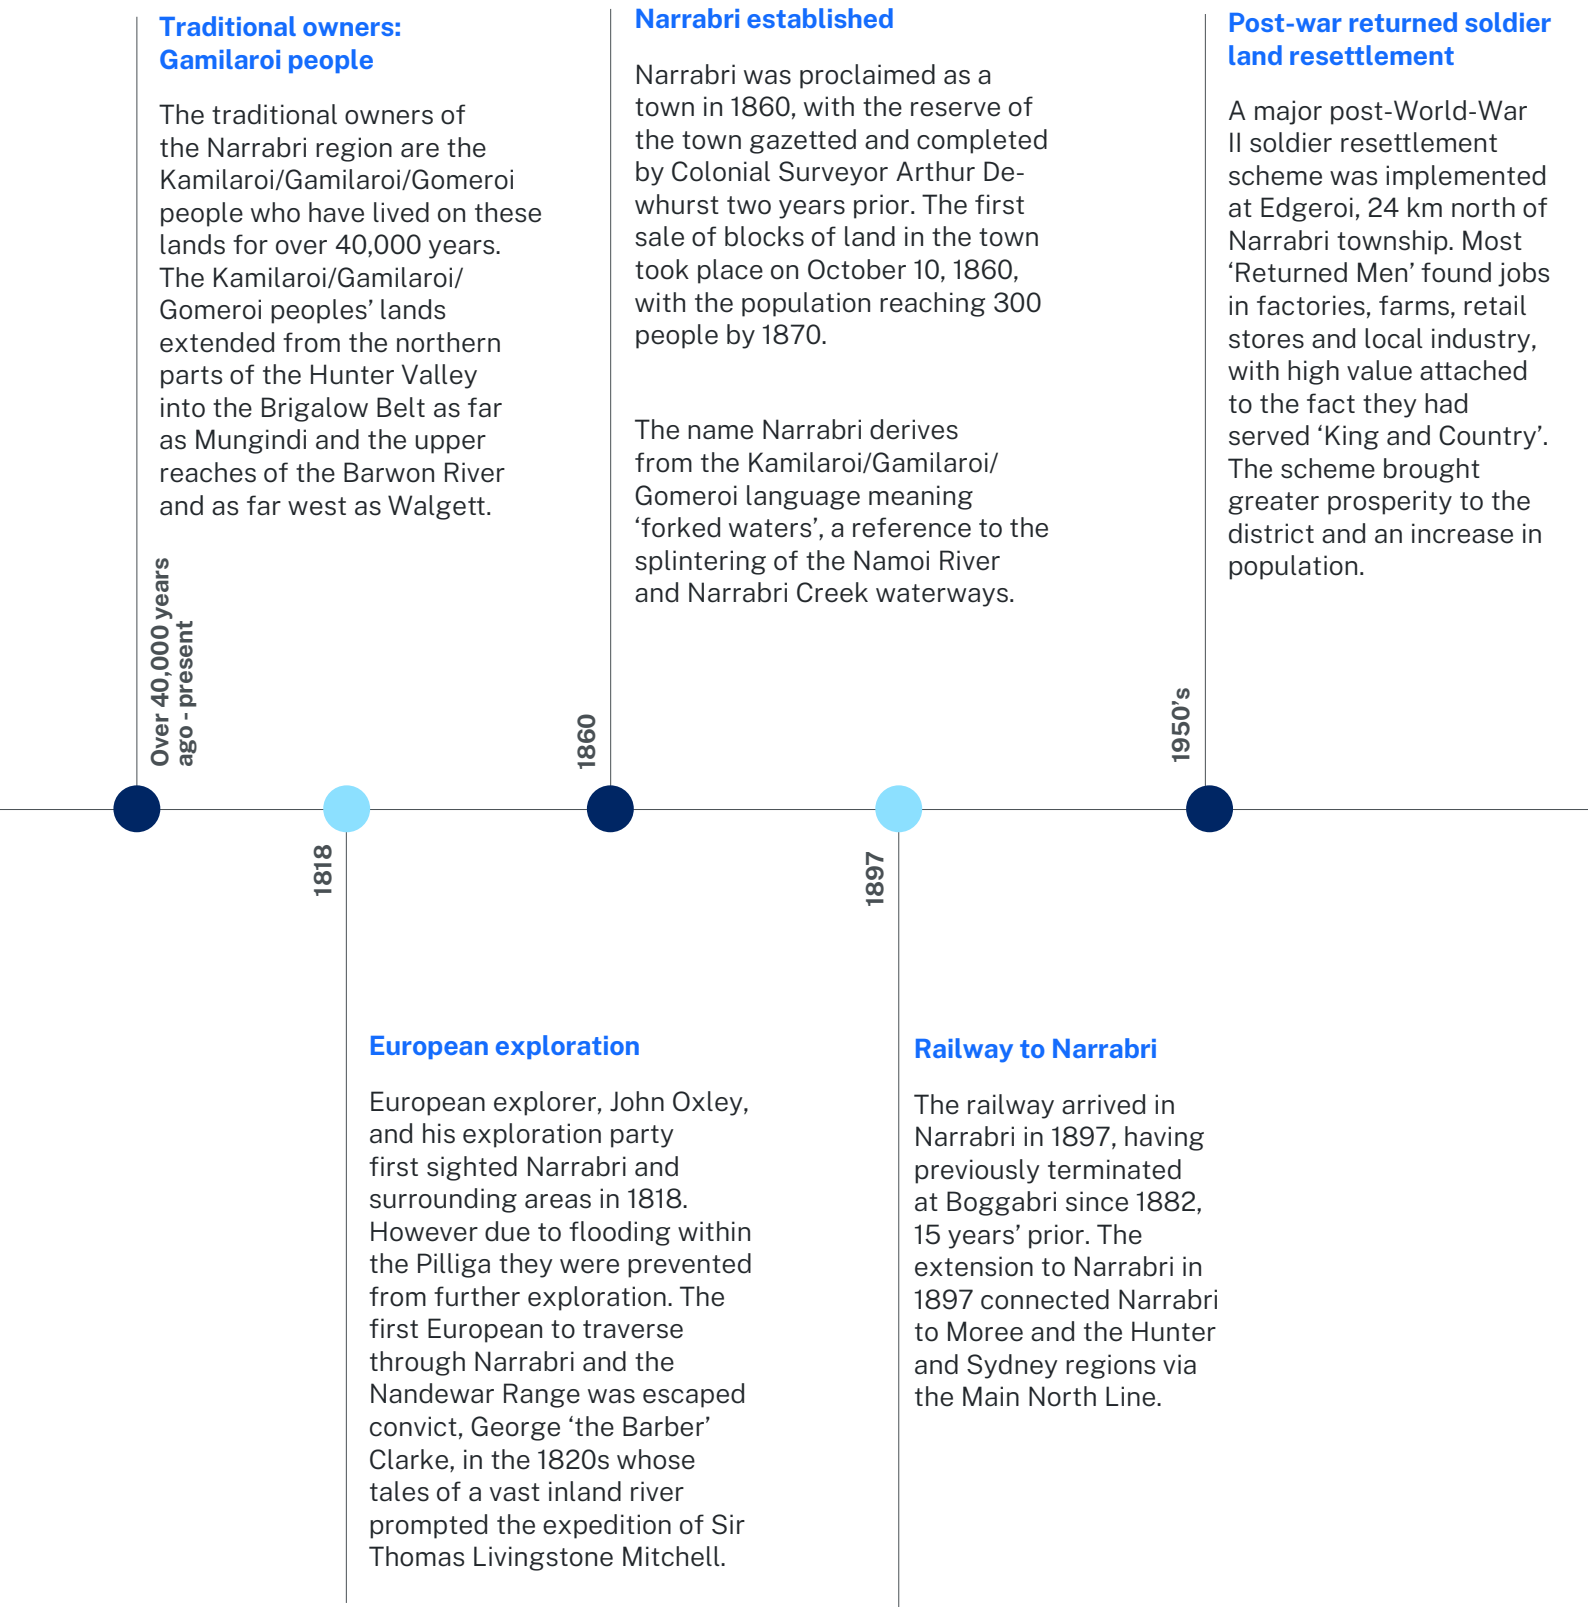 Traditional owners:
Gamilaroi people
The traditional owners of
the Narrabri region are the
Kamilaroi/Gamilaroi/Gomeroi
people who have lived on these
lands for over 40,000 years.
The Kamilaroi/Gamilaroi/
Gomeroi peoples’ lands
extended from the northern
parts of the Hunter Valley
into the Brigalow Belt as far
as Mungindi and the upper
reaches of the Barwon River
and as far west as Walgett.
Over 40,000 years
ago - present
1818
European exploration
European explorer, John Oxley,
and his exploration party
first sighted Narrabri and
surrounding areas in 1818.
However due to flooding within
the Pilliga they were prevented
from further exploration. The
first European to traverse
through Narrabri and the
Nandewar Range was escaped
convict, George ‘the Barber’
Clarke, in the 1820s whose
tales of a vast inland river
prompted the expedition of Sir
Thomas Livingstone Mitchell.
Narrabri established
Narrabri was proclaimed as a
town in 1860, with the reserve of
the town gazetted and completed
by Colonial Surveyor Arthur De-
whurst two years prior. The first
sale of blocks of land in the town
took place on October 10, 1860,
with the population reaching 300
people by 1870.
The name Narrabri derives
from the Kamilaroi/Gamilaroi/
Gomeroi language meaning
‘forked waters’, a reference to the
splintering of the Namoi River
and Narrabri Creek waterways.
1860
1897
Railway to Narrabri
The railway arrived in
Narrabri in 1897, having
previously terminated
at Boggabri since 1882,
15 years’ prior. The
extension to Narrabri in
1897 connected Narrabri
to Moree and the Hunter
and Sydney regions via
the Main North Line.
Post-war returned soldier
land resettlement
A major post-World-War
II soldier resettlement
scheme was implemented
at Edgeroi, 24 km north of
Narrabri township. Most
‘Returned Men’ found jobs
in factories, farms, retail
stores and local industry,
with high value attached
to the fact they had
served ‘King and Country’.
The scheme brought
greater prosperity to the
district and an increase in
population.
1950’s